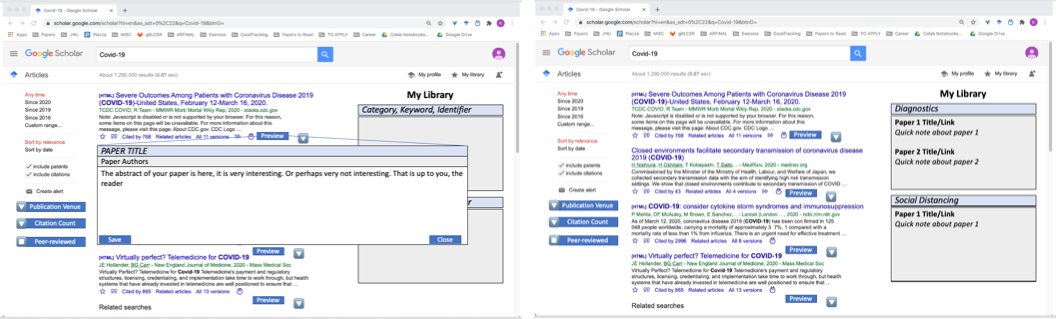 Covid-19
scholar.google.com/scholar?hl=en&as_sdt=0%2C23&q=Covid-19&btnG=
Apps Papers ARFINAL PJ Piazza MISC gitLCSR ARFINAL Exercise GazeTracking Papers to Read TO APPLY Career Colab Notebooks... Google Drive
Google Scholar
Covid-19
Articles
About 1,290,000 results (0.07 sec)
My profile My library
Any time
Since 2020
Since 2019
Since 2016
Custom range...
Sort by relevance
Sort by date
include patents
include citations
Create alert
Publication Venue
Citation Count
Peer-reviewed
[HTML] Severe Outcomes Among Patients with Coronavirus Disease 2019
(COVID-19)-United States, February 12-March 16, 2020.
TCDC COVID, R Team - MMWR Morb Mortal Wkly Rep, 2020 - stacks.cdc.gov
Note: Javascript is disabled or is not supported by your browser. For this reason,
some items on this page will be unavailable. For more information about this
message, please visit this page: About CDC.gov. CDC Logo ...
Cited by 768 Related articles All 11 versions
Preview
My Library
Category, Keyword, Identifier
PAPER TITLE
Paper Authors
The abstract of your paper is here, it is very interesting. Or perhaps very not interesting. That is up to you, the
reader
Save
Close
r
Preview
[HTML] Virtually perfect? Telemedicine for COVID-19
JE Hollander, BG Carr - New England Journal of Medicine, 2020 - Mass Medical Soc
Virtually Perfect? Telemedicine for Covid-19 Telemedicine's payment and regulatory
structures, licensing, credentialing, and implementation take time to work through, but health
systems that have already invested in telemedicine are well positioned to ensure that ...
Cited by 865 Related articles All 13 versions
Preview
Related searches
Covid-19
scholar.google.com/scholar?hl=en&as_sdt=0%2C23&q=Covid-19&btnG=
Apps Papers ARFINAL PJ Piazza MISC gitLCSR ARFINAL Exercise GazeTracking Papers to Read TO APPLY Career Colab Notebooks... Google Drive
Google Scholar
Covid-19
Articles
About 1,290,000 results (0.07 sec)
My profile My library
Any time
Since 2020
Since 2019
Since 2016
Custom range...
Sort by relevance
Sort by date
include patents
include citations
Create alert
Publication Venue
Citation Count
Peer-reviewed
[HTML] Severe Outcomes Among Patients with Coronavirus Disease 2019
(COVID-19)-United States, February 12-March 16, 2020.
TCDC COVID, R Team - MMWR Morb Mortal Wkly Rep, 2020 - stacks.cdc.gov
Note: Javascript is disabled or is not supported by your browser. For this reason,
some items on this page will be unavailable. For more information about this
message, please visit this page: About CDC.gov. CDC Logo ...
Cited by 768 Related articles All 11 versions
Preview
Closed environments facilitate secondary transmission of coronavirus disease
2019 (COVID-19)
H Nishiura, H Oshitani, T Kobayashi, T Saito... - MedRxiv, 2020 - medrxiv.org
Commissioned by the Minister of the Ministry of Health, Labour, and Welfare of Japan, we
collected secondary transmission data with the aim of identifying high risk transmission
settings. We show that closed environments contribute to secondary transmission of COVID ...
Cited by 43 Related articles All 4 versions
Preview
[HTML] COVID-19: consider cytokine storm syndromes and immunosuppression
P Mehta, DF McAuley, M Brown, E Sanchez... - Lancet (London ..., 2020 - ncbi.nlm.nih.gov
As of March 12, 2020, coronavirus disease 2019 (COVID-19) has been confirmed in 125
048 people worldwide, carrying a mortality of approximately 3· 7%, 1 compared with a
mortality rate of less than 1% from influenza. There is an urgent need for effective treatment ...
Cited by 2996 Related articles All 8 versions
Preview
[HTML] Virtually perfect? Telemedicine for COVID-19
JE Hollander, BG Carr - New England Journal of Medicine, 2020 - Mass Medical Soc
Virtually Perfect? Telemedicine for Covid-19 Telemedicine's payment and regulatory
structures, licensing, credentialing, and implementation take time to work through, but health
systems that have already invested in telemedicine are well positioned to ensure that ...
Cited by 865 Related articles All 13 versions
Preview
Related searches
My Library
Diagnostics
Paper 1 Title/Link
Quick note about paper 1
Paper 2 Title/Link
Quick note about paper 2
Social Distancing
Paper 1 Title/Link
Quick note about paper 1